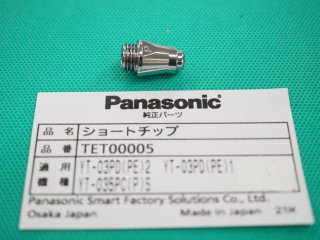 Panasonic
純正パーツ
品名 ショートチップ
品番 TET00005
適用 YT-03PD(PE)2 YT-03PD(PE)1
機種 YT-035PC(P)S
Panasonic Smart Factory Solutions Co., Ltd.
Osaka Japan Made in Japan 21H